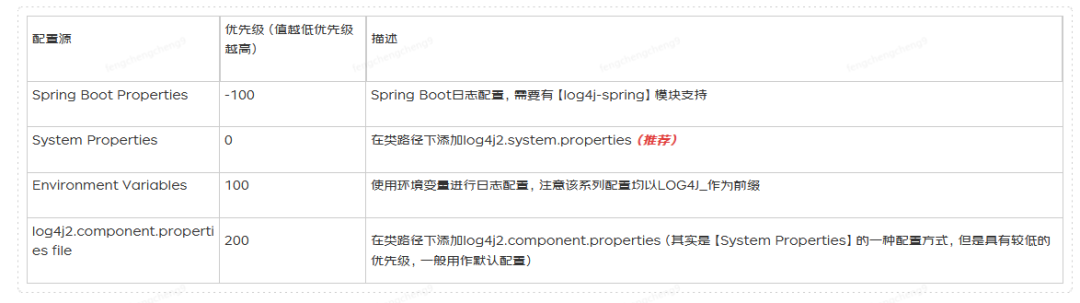 配置源
优先级（值越低优先级
越高）
描述
Spring Boot Properties
-100
Spring Boot日志配置，需要有【log4j-spring】模块支持
System Properties
0
在类路径下添加log4j2.system.properties（推荐）
Environment Variables
100
使用环境变量进行日志配置，注意该系列配置均以LOG4J_作为前缀
log4j2.component.properti
es file
200
在类路径下添加log4j2.component.properties（其实是【System Properties】的一种配置方式，但是具有较低的
优先级，一般用作默认配置）